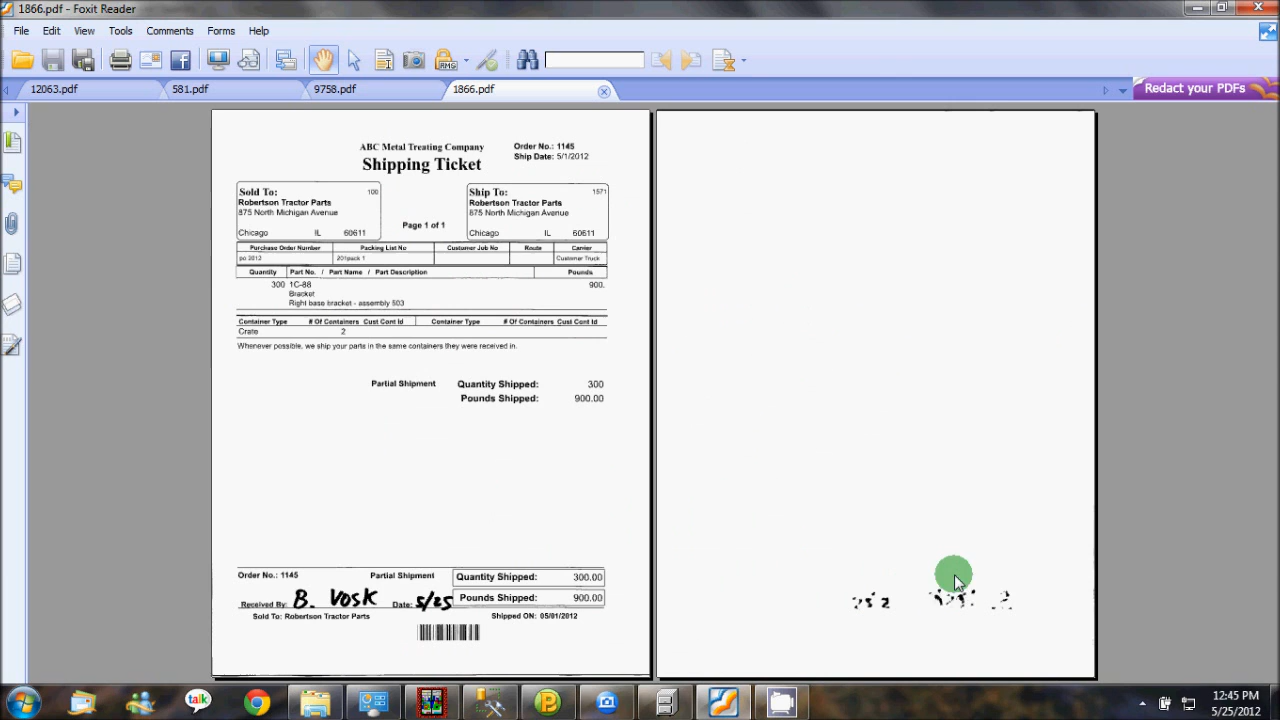 1866.pdf - Foxit Reader
File Edit View Tools Comments Forms Help
12063.pdf 581.pdf 9758.pdf 1866.pdf Redact your PDFs
ABC Metal Treating Company
Shipping Ticket
Order No.: 1145
Ship Date: 5/1/2012
Sold To: 100
Robertson Tractor Parts
875 North Michigan Avenue
Chicago IL 60611
Page 1 of 1
Ship To: 1571
Robertson Tractor Parts
875 North Michigan Avenue
Chicago IL 60611
Purchase Order Number Packing List No Customer Job No Route Carrier
po 2012 201pack 1 Customer Truck
Quantity Part No. / Part Name / Part Description Pounds
300 1C-88 900.
Bracket
Right base bracket - assembly 503
Container Type # Of Containers Cust Cont Id Container Type # Of Containers Cust Cont Id
Crate 2
Whenever possible, we ship your parts in the same containers they were received in.
Partial Shipment Quantity Shipped: 300
Pounds Shipped: 900.00
Order No.: 1145 Partial Shipment Quantity Shipped: 300.00
Received By: B. Vosk Date: 5/25 Pounds Shipped: 900.00
Sold To: Robertson Tractor Parts Shipped ON: 05/01/2012
talk
12:45 PM
5/25/2012